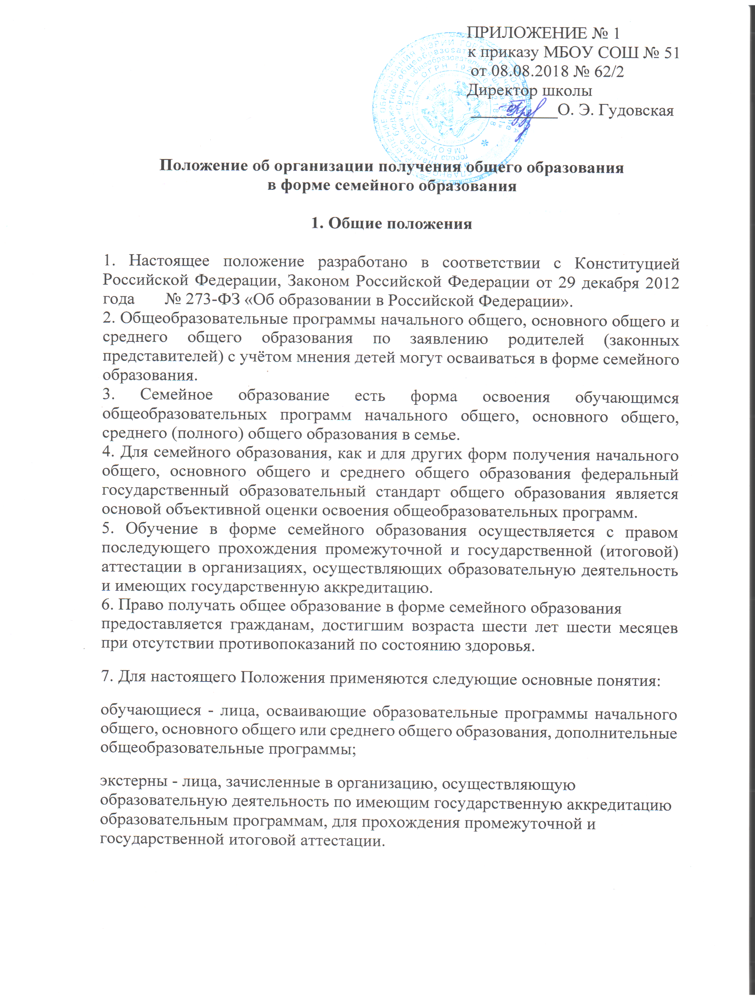 ПРИЛОЖЕНИЕ № 1
к приказу МБОУ СОШ № 51
от 08.08.2018 № 62/2
Директор школы
__________О. Э. Гудовская
Положение об организации получения общего образования
в форме семейного образования
1. Общие положения
1. Настоящее положение разработано в соответствии с Конституцией
Российской Федерации, Законом Российской Федерации от 29 декабря 2012
года № 273-ФЗ «Об образовании в Российской Федерации».
2. Общеобразовательные программы начального общего, основного общего и
среднего общего образования по заявлению родителей (законных
представителей) с учётом мнения детей могут осваиваться в форме семейного
образования.
3. Семейное образование есть форма освоения обучающимся
общеобразовательных программ начального общего, основного общего,
среднего (полного) общего образования в семье.
4. Для семейного образования, как и для других форм получения начального
общего, основного общего и среднего общего образования федеральный
государственный образовательный стандарт общего образования является
основой объективной оценки освоения общеобразовательных программ.
5. Обучение в форме семейного образования осуществляется с правом
последующего прохождения промежуточной и государственной (итоговой)
аттестации в организациях, осуществляющих образовательную деятельность
и имеющих государственную аккредитацию.
6. Право получать общее образование в форме семейного образования
предоставляется гражданам, достигшим возраста шести лет шести месяцев
при отсутствии противопоказаний по состоянию здоровья.
7. Для настоящего Положения применяются следующие основные понятия:
обучающиеся - лица, осваивающие образовательные программы начального
общего, основного общего или среднего общего образования, дополнительные
общеобразовательные программы;
экстерны - лица, зачисленные в организацию, осуществляющую
образовательную деятельность по имеющим государственную аккредитацию
образовательным программам, для прохождения промежуточной и
государственной итоговой аттестации.